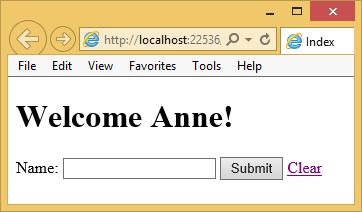 http://localhost:22536,
Index
File Edit View Favorites Tools Help
Welcome Anne!
Name: Submit Clear